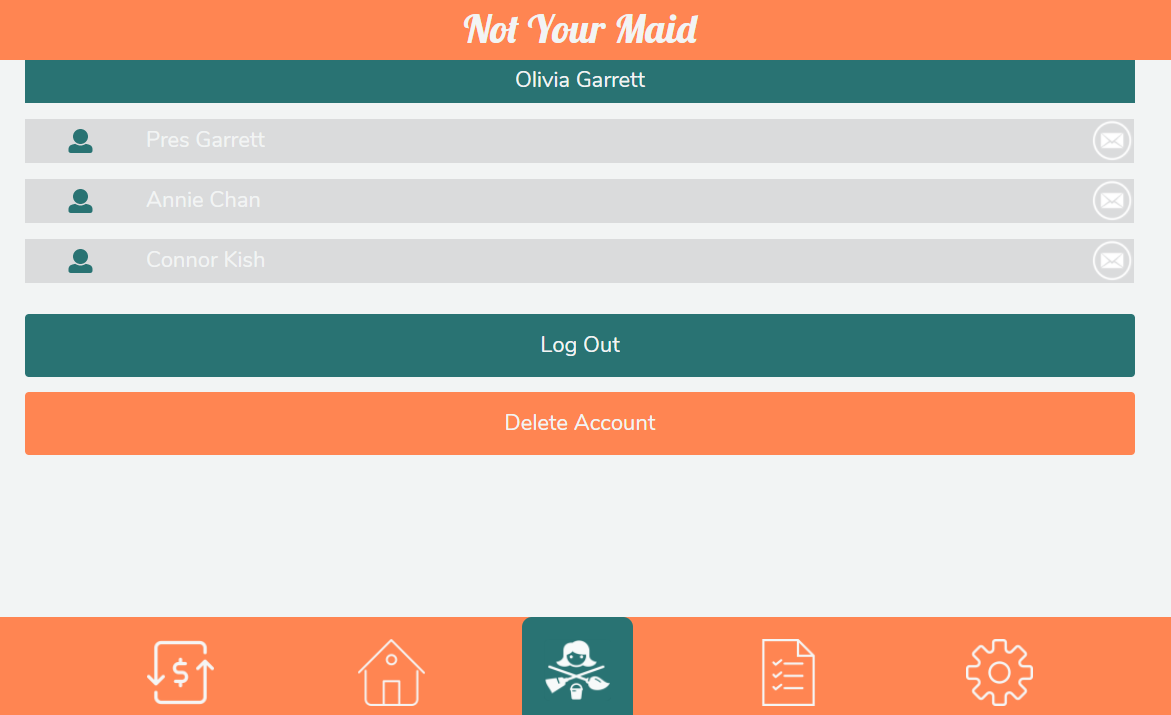 Not Your Maid
Olivia Garrett
Pres Garrett
Annie Chan
Connor Kish
Log Out
Delete Account
$